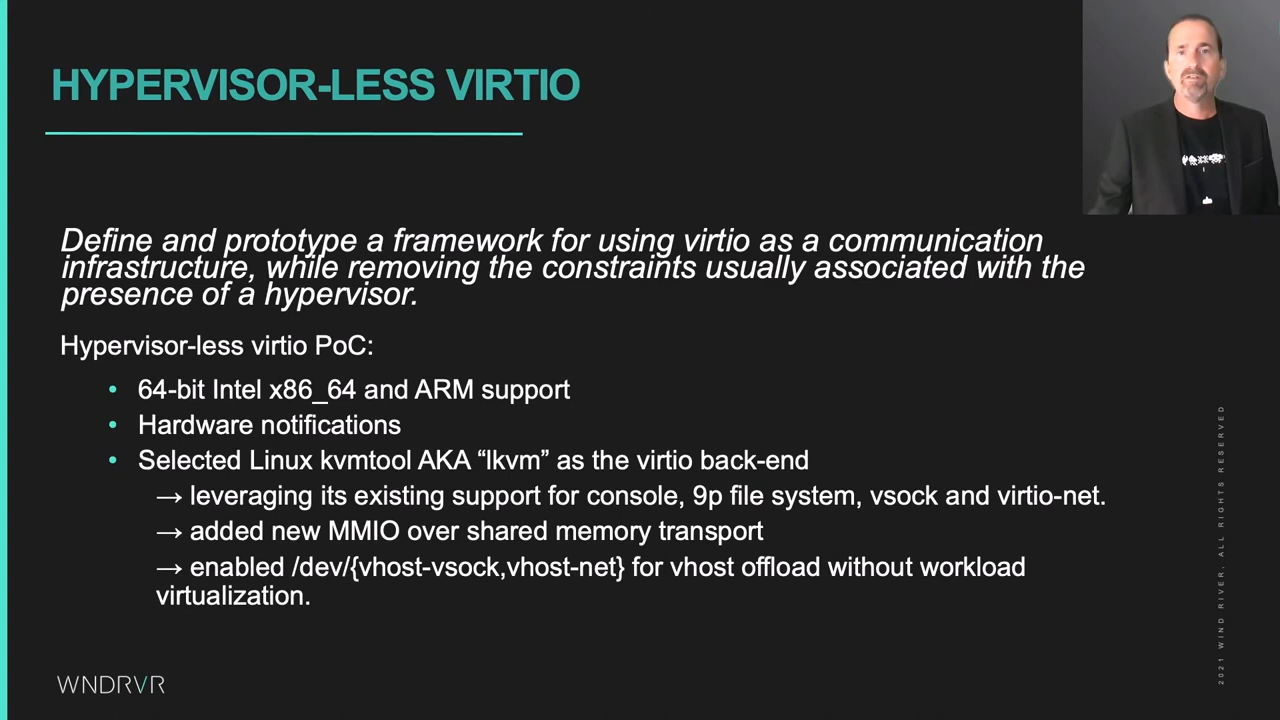 HYPERVISOR-LESS VIRTIO
Define and prototype a framework for using virtio as a communication
infrastructure, while removing the constraints usually associated with the
presence of a hypervisor.
Hypervisor-less virtio PoC:
• 64-bit Intel x86_64 and ARM support
• Hardware notifications
• Selected Linux kvmtool AKA “lkvm” as the virtio back-end
→ leveraging its existing support for console, 9p file system, vsock and virtio-net.
→ added new MMIO over shared memory transport
→ enabled /dev/{vhost-vsock,vhost-net} for vhost offload without workload
virtualization.
2021 WIND RIVER, ALL RIGHTS RESERVED
WNDRVR